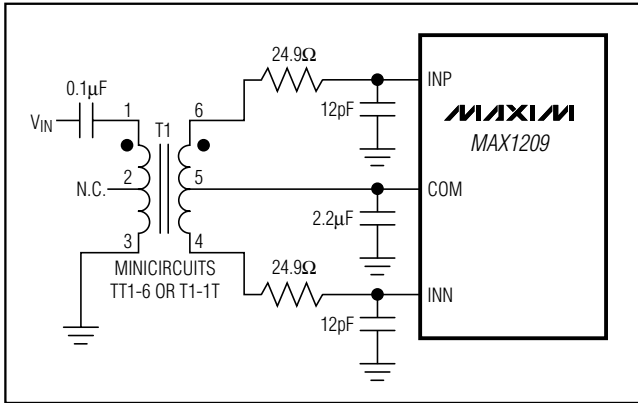 24.9Ω
0.1μF
12pF
INP
VIN
1
T1
6
MAXIM
MAX1209
N.C.
2
5
COM
2.2μF
3
4
24.9Ω
MINICIRCUITS
TT1-6 OR T1-1T
INN
12pF